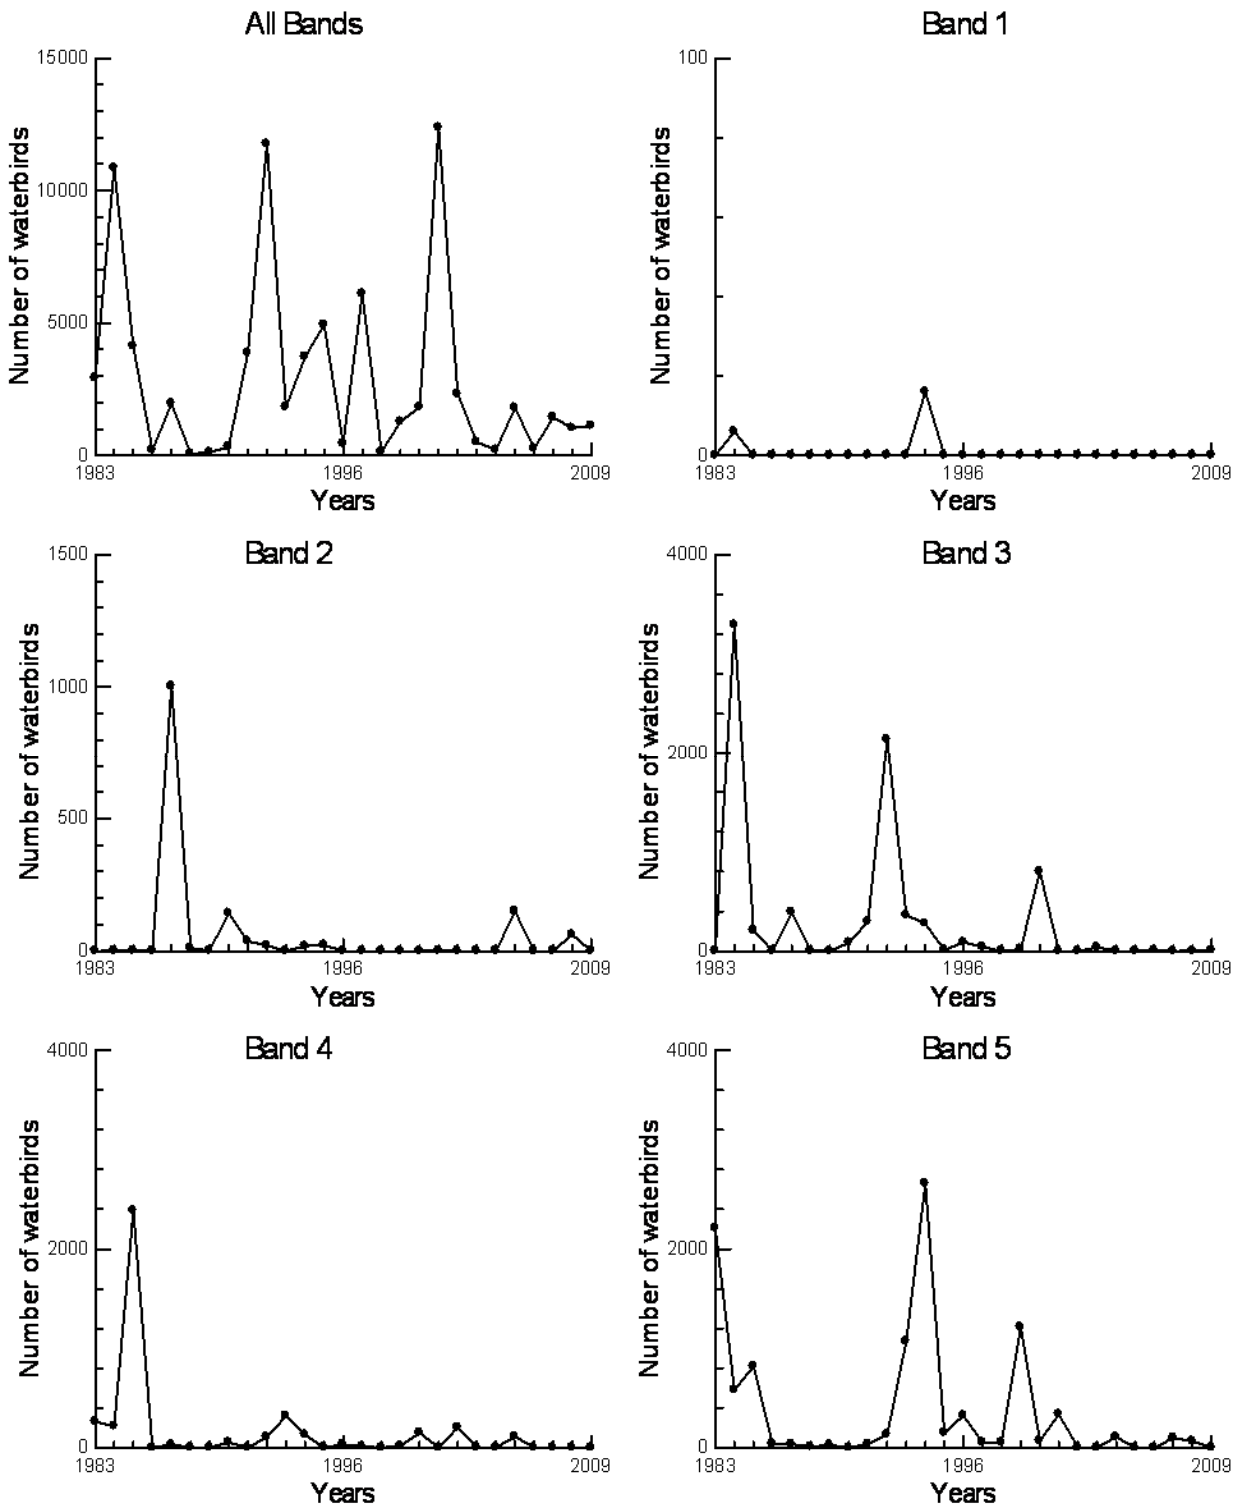 All Bands
Number of waterbirds
15000
10000
5000
0
1983
1996
2009
Years
Band 1
Number of waterbirds
100
0
1983
1996
2009
Years
Band 2
Number of waterbirds
1500
1000
500
0
1983
1996
2009
Years
Band 3
Number of waterbirds
4000
2000
0
1983
1996
2009
Years
Band 4
Number of waterbirds
4000
2000
0
1983
1996
2009
Years
Band 5
Number of waterbirds
4000
2000
0
1983
1996
2009
Years